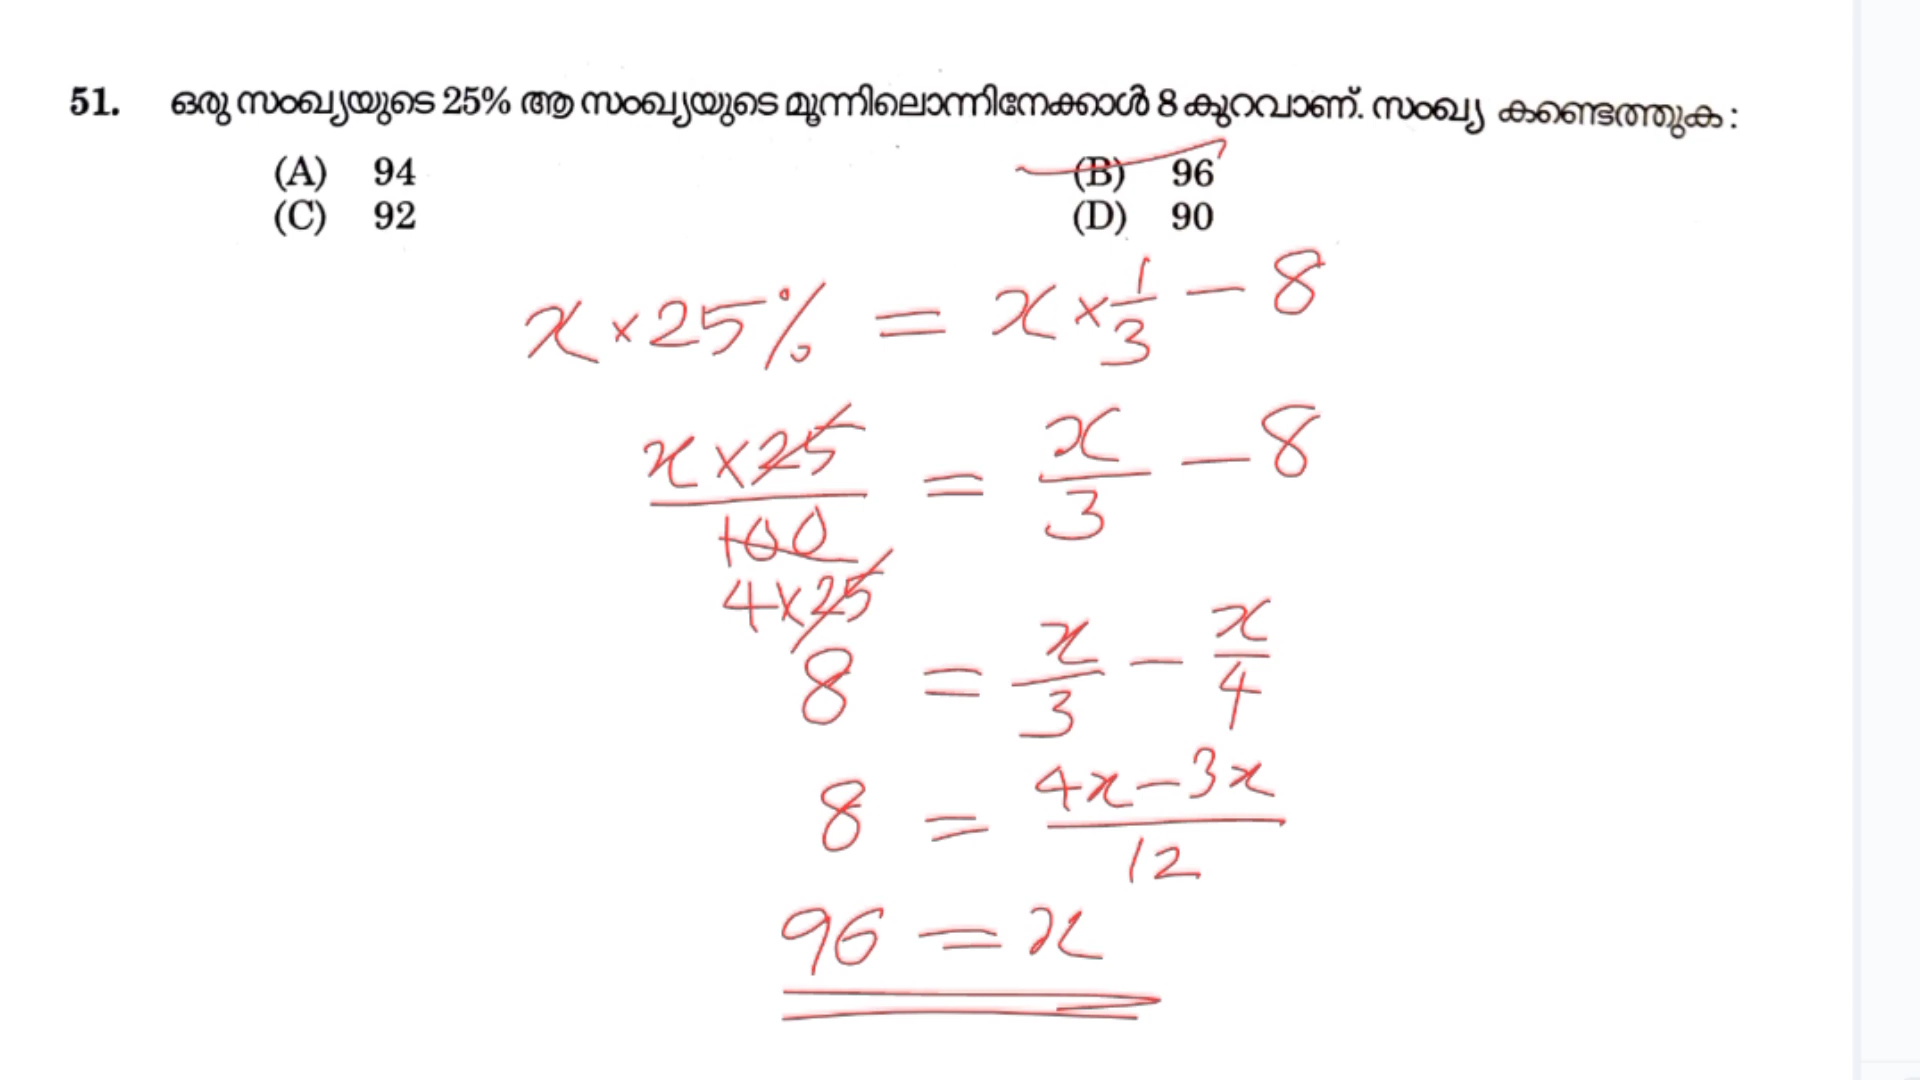 51. ഒരു സംഖ്യയുടെ 25% ആ സംഖ്യയുടെ മൂന്നിലൊന്നിനേക്കാൾ 8 കുറവാണ്. സംഖ്യ കണ്ടെത്തുക :
(A) 94 (B) 96
(C) 92 (D) 90
x × 25% = x × 1/3 − 8
x × 25 / 100 = x/3 − 8
4 × 25
8 = x/3 − x/4
8 = 4x − 3x / 12
96 = x